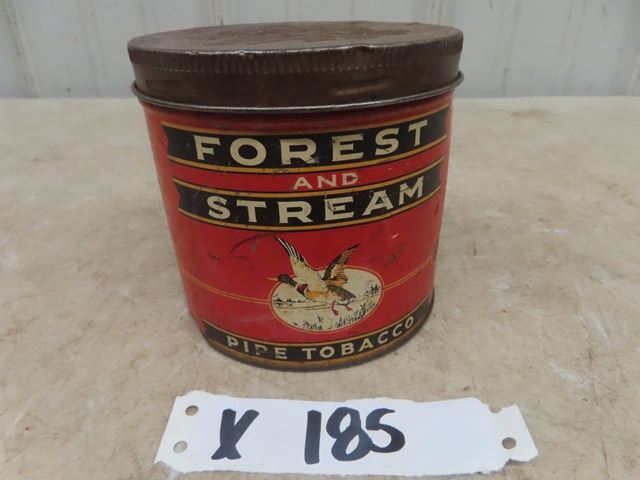 FOREST
AND
STREAM
PIPE TOBACCO
X 185